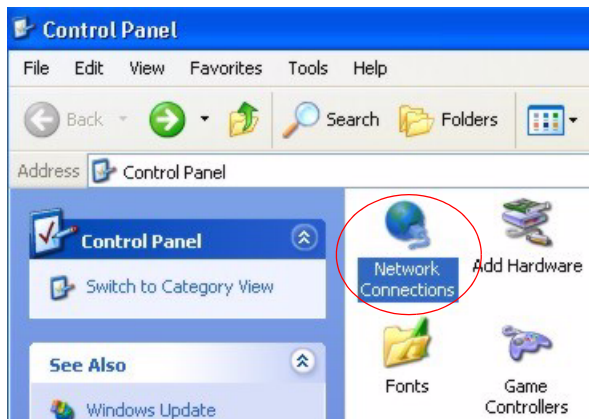 Control Panel
File Edit View Favorites Tools Help
Back Search Folders
Address Control Panel
Control Panel
Switch to Category View
See Also
Windows Update
Network
Connections
Add Hardware
Fonts
Game
Controllers